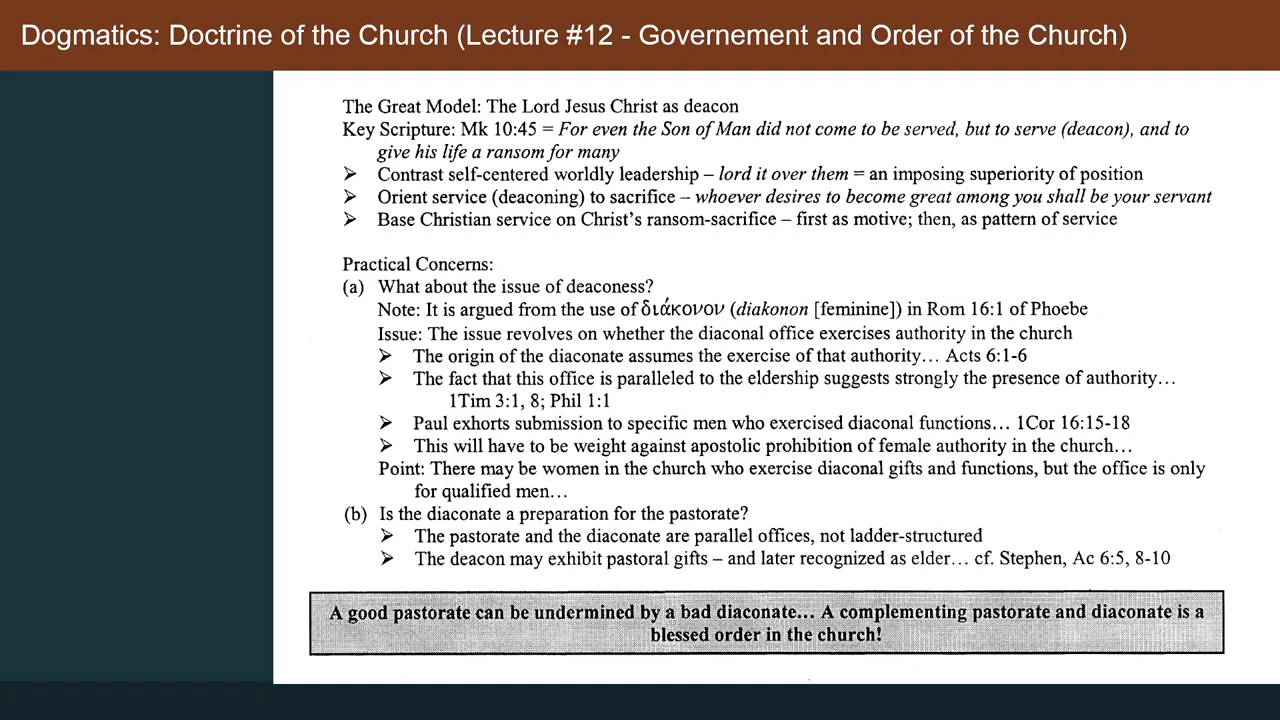 Dogmatics: Doctrine of the Church (Lecture #12 - Governement and Order of the Church)
The Great Model: The Lord Jesus Christ as deacon
Key Scripture: Mk 10:45 = For even the Son of Man did not come to be served, but to serve (deacon), and to
give his life a ransom for many
➢ Contrast self-centered worldly leadership – lord it over them = an imposing superiority of position
➢ Orient service (deaconing) to sacrifice – whoever desires to become great among you shall be your servant
➢ Base Christian service on Christ's ransom-sacrifice – first as motive; then, as pattern of service
Practical Concerns:
(a) What about the issue of deaconess?
Note: It is argued from the use of διάκονον (diakonon [feminine]) in Rom 16:1 of Phoebe
Issue: The issue revolves on whether the diaconal office exercises authority in the church
➢ The origin of the diaconate assumes the exercise of that authority… Acts 6:1-6
➢ The fact that this office is paralleled to the eldership suggests strongly the presence of authority…
1Tim 3:1, 8; Phil 1:1
➢ Paul exhorts submission to specific men who exercised diaconal functions… 1Cor 16:15-18
➢ This will have to be weight against apostolic prohibition of female authority in the church…
Point: There may be women in the church who exercise diaconal gifts and functions, but the office is only
for qualified men…
(b) Is the diaconate a preparation for the pastorate?
➢ The pastorate and the diaconate are parallel offices, not ladder-structured
➢ The deacon may exhibit pastoral gifts – and later recognized as elder… cf. Stephen, Ac 6:5, 8-10
A good pastorate can be undermined by a bad diaconate… A complementing pastorate and diaconate is a
blessed order in the church!